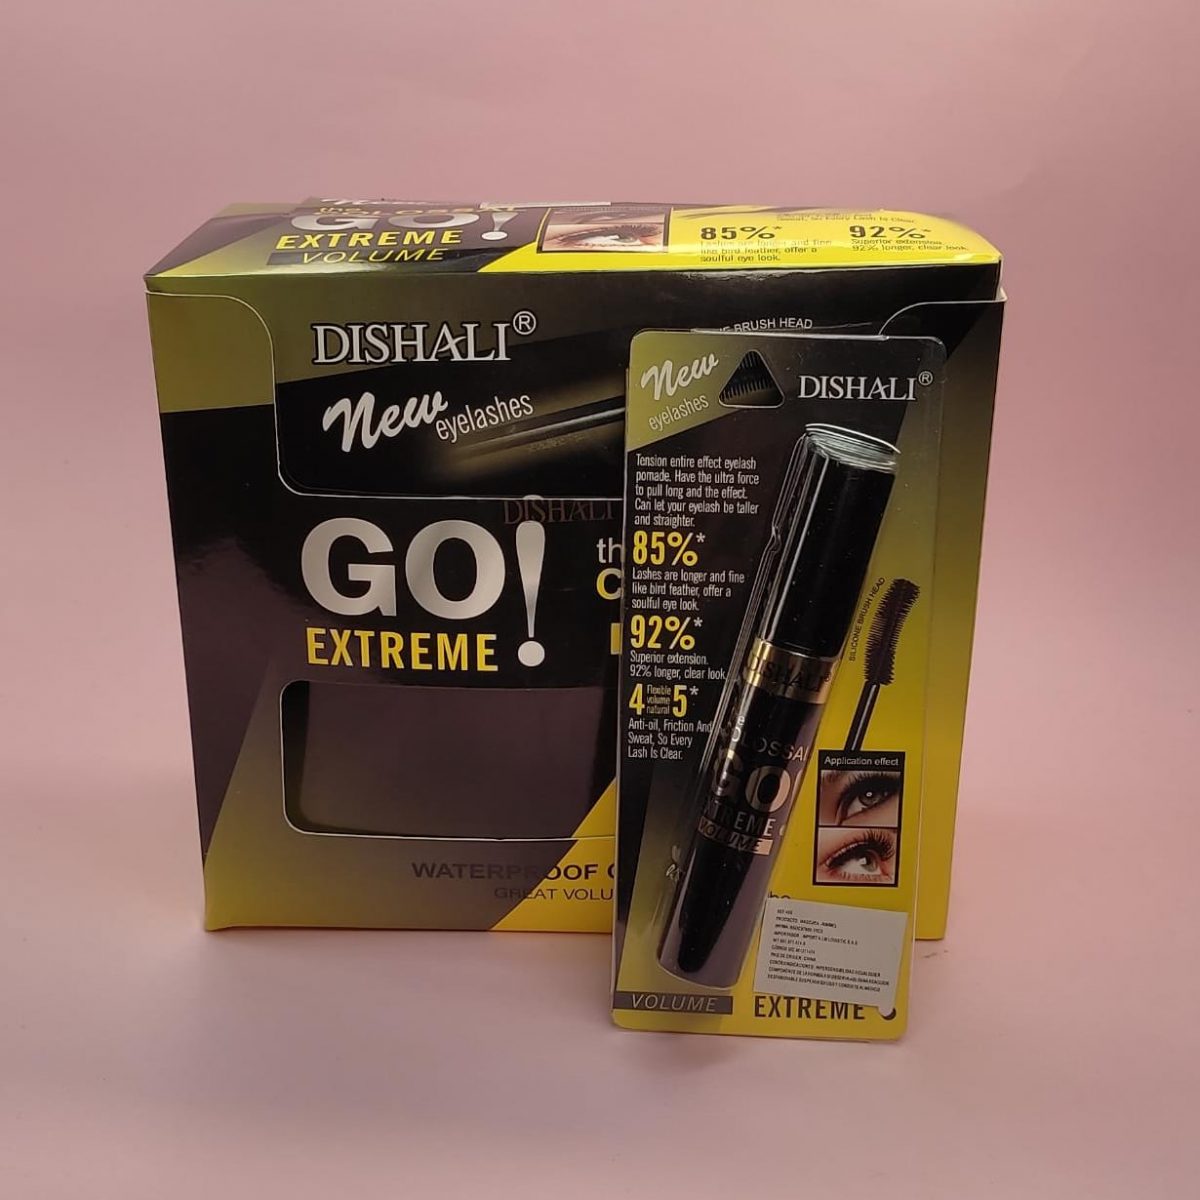 GO!
EXTREME
VOLUME
85%*
Lashes are longer and fine
like bird feather, offer a
soulful eye look.
92%*
Superior extension
92% longer, clear look.
DISHALI®
New
eyelashes
DISHALI
GO!
EXTREME
WATERPROOF
GREAT VOLU
BRUSH HEAD
New
eyelashes
DISHALI®
Tension entire effect eyelash
pomade. Have the ultra force
to pull long and the effect.
Can let your eyelash be taller
and straighter.
85%*
Lashes are longer and fine
like bird feather, offer a
soulful eye look.
92%*
Superior extension.
92% longer, clear look
4 Flexible volume natural 5*
Anti-oil, Friction And
Sweat, So Every
Lash Is Clear.
SILICONE BRUSH HEAD
Application effect
DISHALI®
OLOSSA
GO
TREME
VOLUME
VOLUME
EXTREME